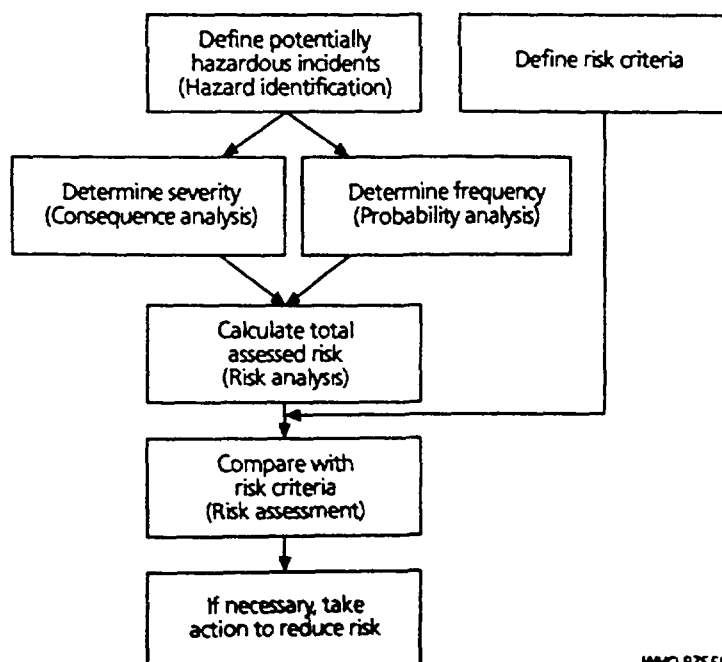 Define potentially
hazardous incidents
(Hazard identification)
Define risk criteria
Determine severity
(Consequence analysis)
Determine frequency
(Probability analysis)
Calculate total
assessed risk
(Risk analysis)
Compare with
risk criteria
(Risk assessment)
If necessary, take
action to reduce risk